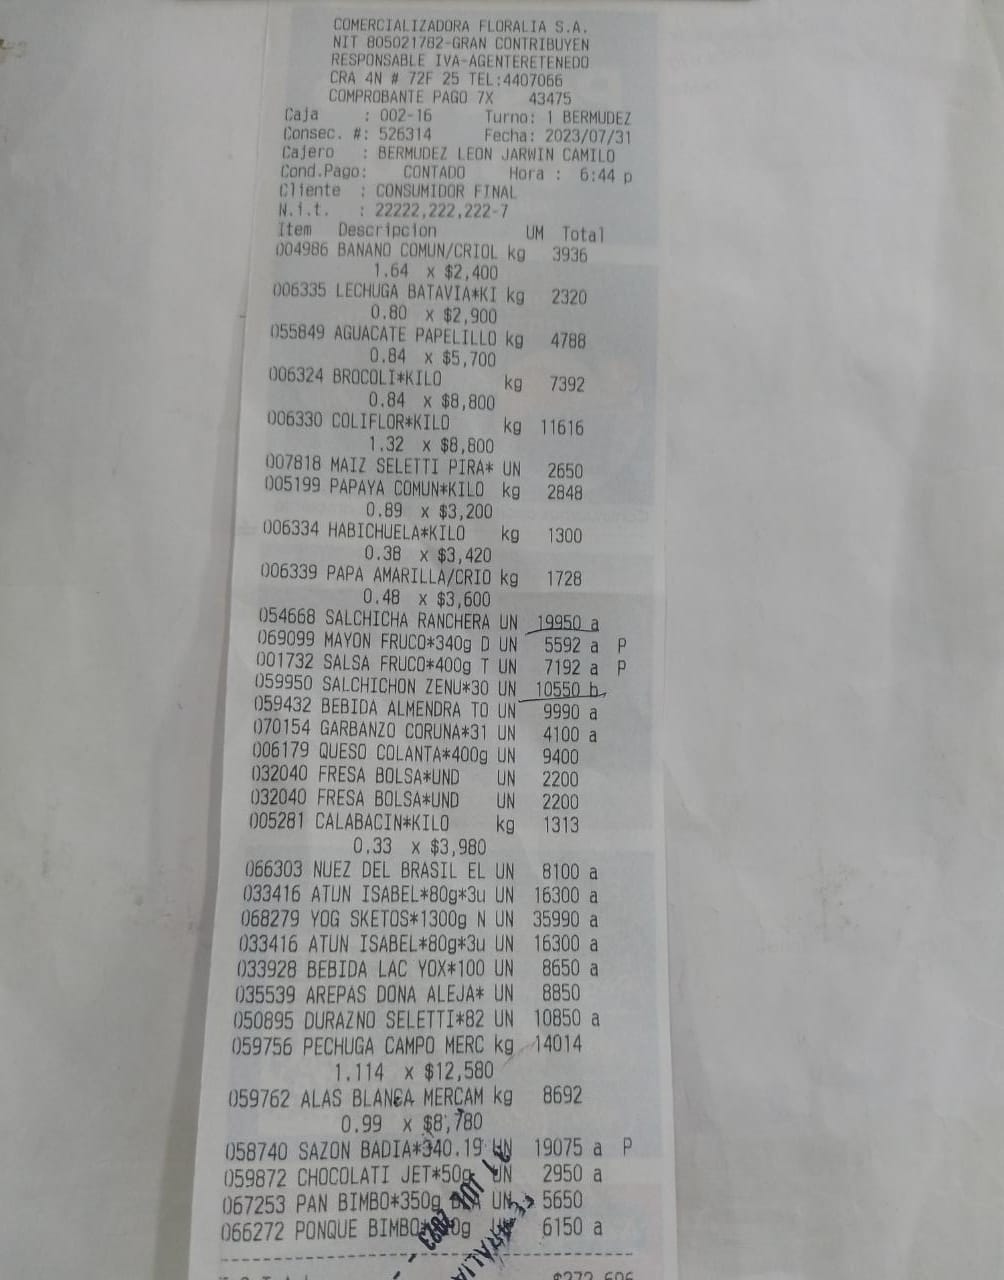 COMERCIALIZADORA FLORALIA S.A.
NIT 805021782-GRAN CONTRIBUYEN
RESPONSABLE IVA-AGENTERETENEDO
CRA 4N # 72F 25 TEL:4407066
COMPROBANTE PAGO 7X 43475
Caja : 002-16 Turno: 1 BERMUDEZ
Consec. #: 526314 Fecha: 2023/07/31
Cajero : BERMUDEZ LEON JARWIN CAMILO
Cond.Pago: CONTADO Hora : 6:44 p
Cliente : CONSUMIDOR FINAL
N.i.t. : 22222,222,222-7
Item Descripcion UM Total
004986 BANANO COMUN/CRIOL kg 3936
1.64 x $2,400
006335 LECHUGA BATAVIA*KI kg 2320
0.80 x $2,900
055849 AGUACATE PAPELILLO kg 4788
0.84 x $5,700
006324 BROCOLI*KILO kg 7392
0.84 x $8,800
006330 COLIFLOR*KILO kg 11616
1.32 x $8,800
007818 MAIZ SELETTI PIRA* UN 2650
005199 PAPAYA COMUN*KILO kg 2848
0.89 x $3,200
006334 HABICHUELA*KILO kg 1300
0.38 x $3,420
006339 PAPA AMARILLA/CRIO kg 1728
0.48 x $3,600
054668 SALCHICHA RANCHERA UN 19950 a
069099 MAYON FRUCO*340g D UN 5592 a P
001732 SALSA FRUCO*400g T UN 7192 a P
059950 SALCHICHON ZENU*30 UN 10550 b
059432 BEBIDA ALMENDRA TO UN 9990 a
070154 GARBANZO CORUNA*31 UN 4100 a
006179 QUESO COLANTA*400g UN 9400
032040 FRESA BOLSA*UND UN 2200
032040 FRESA BOLSA*UND UN 2200
005281 CALABACIN*KILO kg 1313
0.33 x $3,980
066303 NUEZ DEL BRASIL EL UN 8100 a
033416 ATUN ISABEL*80g*3u UN 16300 a
068279 YOG SKETOS*1300g N UN 35990 a
033416 ATUN ISABEL*80g*3u UN 16300 a
033928 BEBIDA LAC YOX*100 UN 8650 a
035539 AREPAS DONA ALEJA* UN 8850
050895 DURAZNO SELETTI*82 UN 10850 a
059756 PECHUGA CAMPO MERC kg 14014
1.114 x $12,580
059762 ALAS BLANCA MERCAM kg 8692
0.99 x $8,780
058740 SAZON BADIA*340.19 UN 19075 a P
059872 CHOCOLATI JET*50g UN 2950 a
067253 PAN BIMBO*350g UN 5650
066272 PONQUE 6150 a
31 JUL 2023